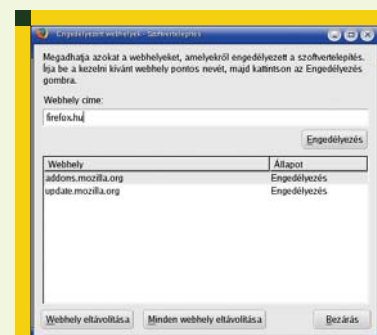 Engedélyezett webhelyek - Szoftvertelepítés
Megadhatja azokat a webhelyeket, amelyekről engedélyezett a szoftvertelepítés.
Írja be a kezelni kívánt webhely pontos nevét, majd kattintson az Engedélyezés
gombra.
Webhely címe:
firefox.hu
Engedélyezés
Webhely Állapot
addons.mozilla.org Engedélyezés
update.mozilla.org Engedélyezés
Webhely eltávolítása Minden webhely eltávolítása Bezárás